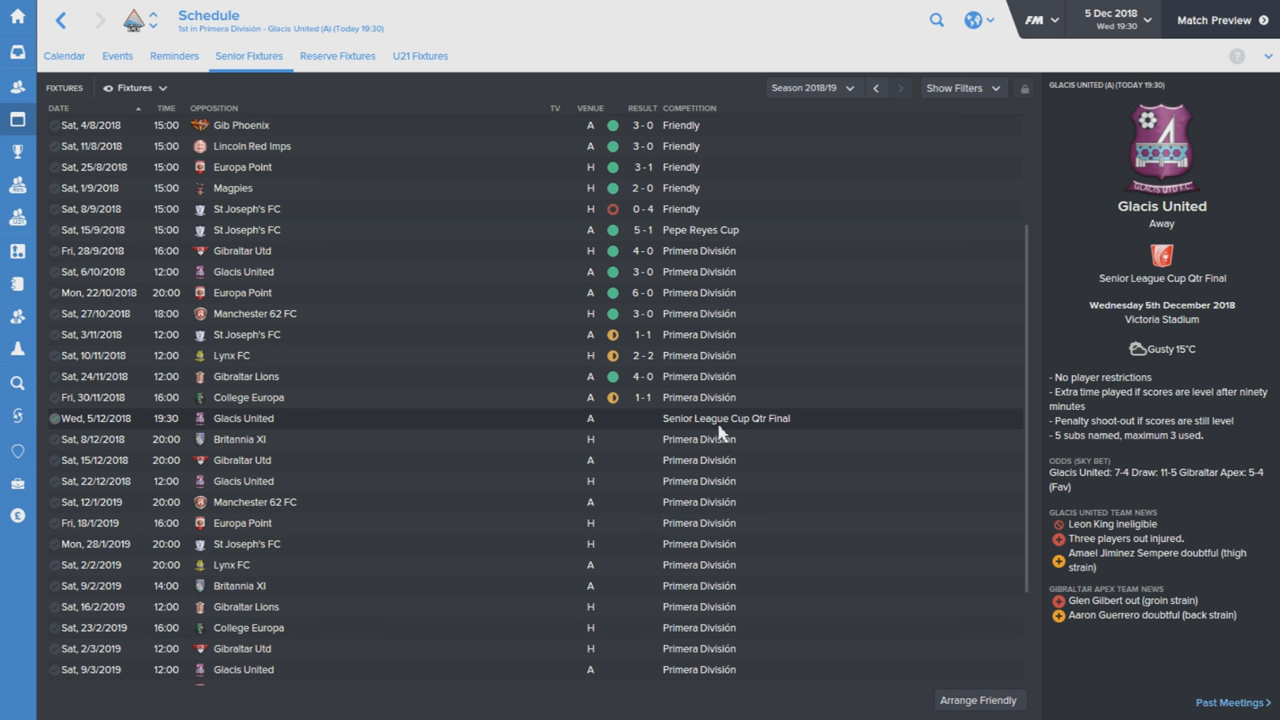 Schedule
1st in Primera División - Glacis United (A) (Today 19:30)
FM
5 Dec 2018
Wed 19:30
Match Preview
Calendar Events Reminders Senior Fixtures Reserve Fixtures U21 Fixtures
FIXTURES Fixtures Season 2018/19 Show Filters
DATE TIME OPPOSITION TV VENUE RESULT COMPETITION
Sat, 4/8/2018 15:00 Gib Phoenix A 3 - 0 Friendly
Sat, 11/8/2018 15:00 Lincoln Red Imps A 3 - 0 Friendly
Sat, 25/8/2018 15:00 Europa Point H 3 - 1 Friendly
Sat, 1/9/2018 15:00 Magpies H 2 - 0 Friendly
Sat, 8/9/2018 15:00 St Joseph's FC H 0 - 4 Friendly
Sat, 15/9/2018 15:00 St Joseph's FC A 5 - 1 Pepe Reyes Cup
Fri, 28/9/2018 16:00 Gibraltar Utd H 4 - 0 Primera División
Sat, 6/10/2018 12:00 Glacis United A 3 - 0 Primera División
Mon, 22/10/2018 20:00 Europa Point A 6 - 0 Primera División
Sat, 27/10/2018 18:00 Manchester 62 FC H 3 - 0 Primera División
Sat, 3/11/2018 12:00 St Joseph's FC A 1 - 1 Primera División
Sat, 10/11/2018 12:00 Lynx FC H 2 - 2 Primera División
Sat, 24/11/2018 12:00 Gibraltar Lions A 4 - 0 Primera División
Fri, 30/11/2018 16:00 College Europa A 1 - 1 Primera División
Wed, 5/12/2018 19:30 Glacis United A Senior League Cup Qtr Final
Sat, 8/12/2018 20:00 Britannia XI H Primera División
Sat, 15/12/2018 20:00 Gibraltar Utd A Primera División
Sat, 22/12/2018 12:00 Glacis United H Primera División
Sat, 12/1/2019 20:00 Manchester 62 FC A Primera División
Fri, 18/1/2019 16:00 Europa Point H Primera División
Mon, 28/1/2019 20:00 St Joseph's FC H Primera División
Sat, 2/2/2019 20:00 Lynx FC A Primera División
Sat, 9/2/2019 14:00 Britannia XI A Primera División
Sat, 16/2/2019 12:00 Gibraltar Lions H Primera División
Sat, 23/2/2019 16:00 College Europa H Primera División
Sat, 2/3/2019 12:00 Gibraltar Utd H Primera División
Sat, 9/3/2019 12:00 Glacis United A Primera División
Arrange Friendly
GLACIS UNITED (A) (TODAY 19:30)
GLACIS UTD F.C.
Glacis United
Away
Senior League Cup Qtr Final
Wednesday 5th December 2018
Victoria Stadium
Gusty 15°C
- No player restrictions
- Extra time played if scores are level after ninety
minutes
- Penalty shoot-out if scores are still level
- 5 subs named, maximum 3 used.
ODDS (SKY BET)
Glacis United: 7-4 Draw: 11-5 Gibraltar Apex: 5-4
(Fav)
GLACIS UNITED TEAM NEWS
Leon King ineligible
Three players out injured.
Amael Jiminez Sempere doubtful (thigh
strain)
GIBRALTAR APEX TEAM NEWS
Glen Gilbert out (groin strain)
Aaron Guerrero doubtful (back strain)
Past Meetings >